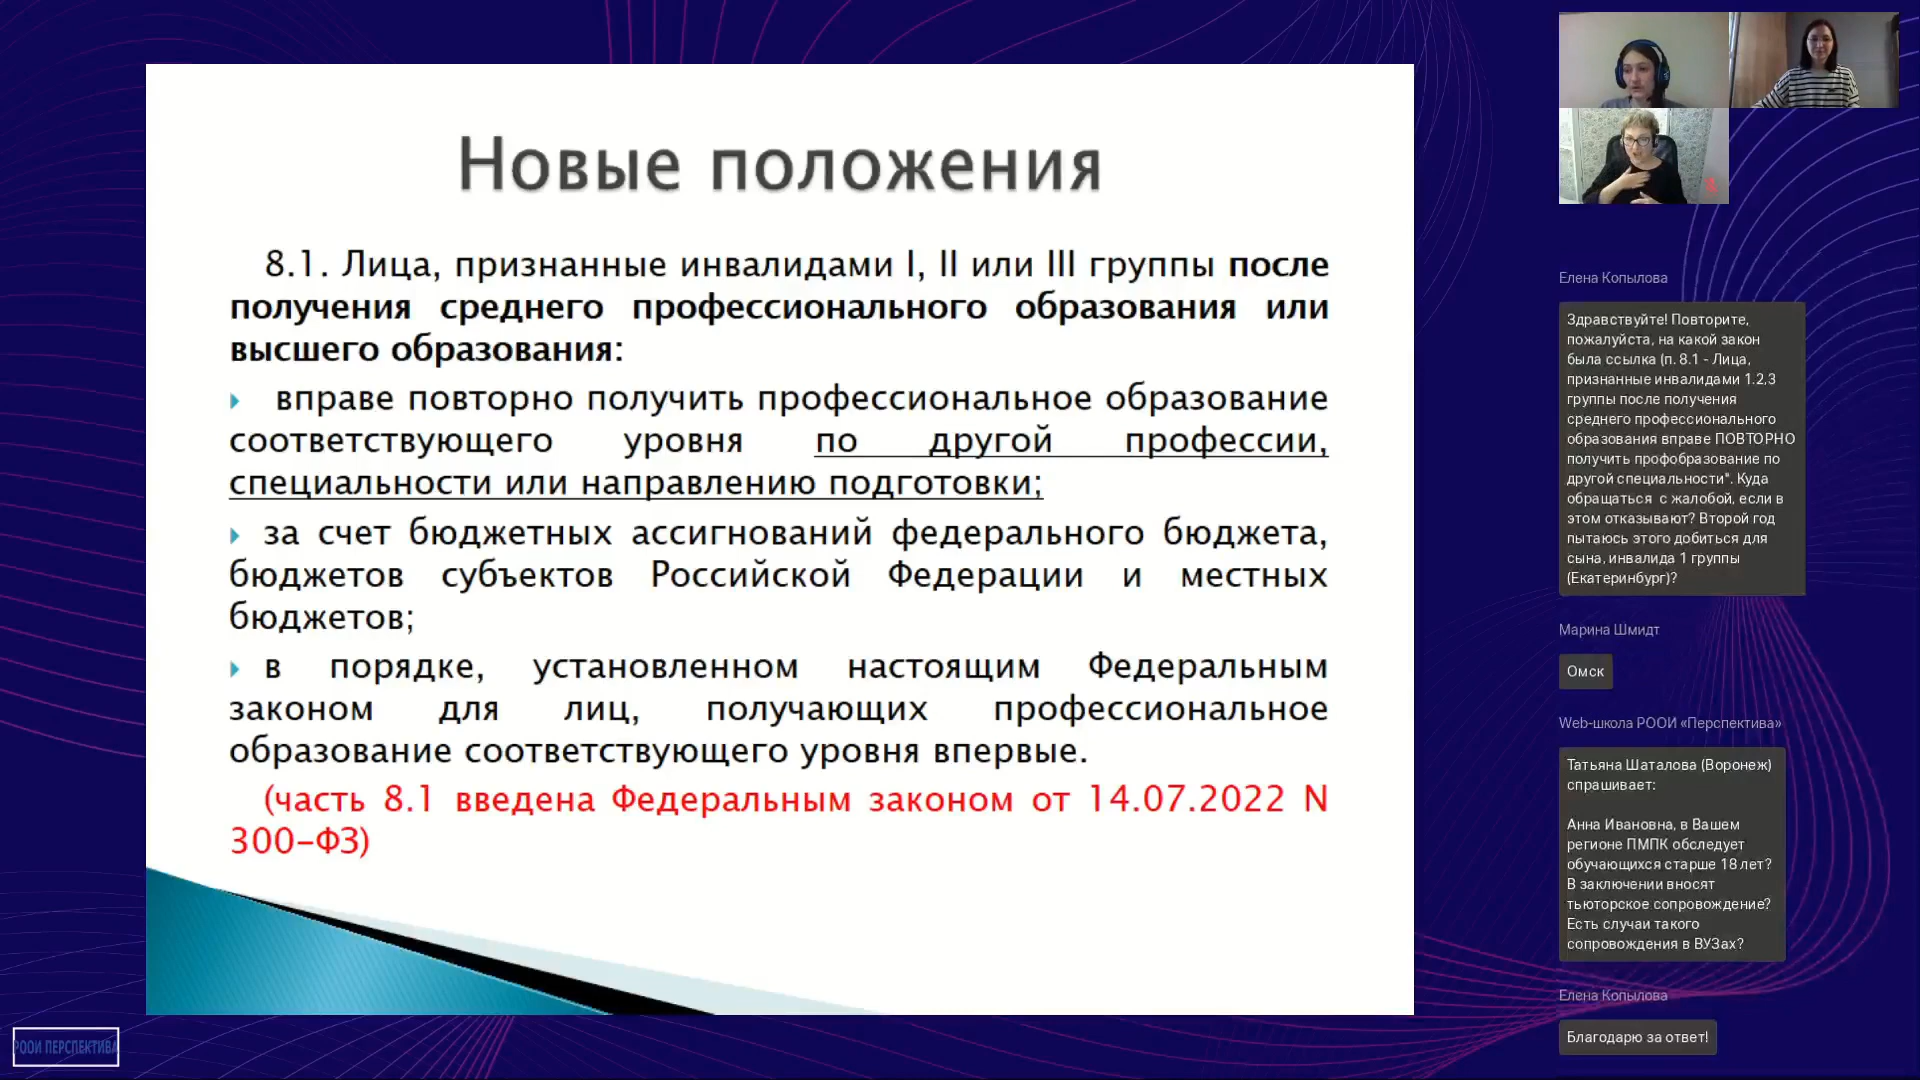 Новые положения
8.1. Лица, признанные инвалидами I, II или III группы после
получения среднего профессионального образования или
высшего образования:
вправе повторно получить профессиональное образование
соответствующего уровня по другой профессии,
специальности или направлению подготовки;
за счет бюджетных ассигнований федерального бюджета,
бюджетов субъектов Российской Федерации и местных
бюджетов;
в порядке, установленном настоящим Федеральным
законом для лиц, получающих профессиональное
образование соответствующего уровня впервые.
(часть 8.1 введена Федеральным законом от 14.07.2022 N
300-ФЗ)
РООИ ПЕРСПЕКТИВА
Елена Копылова
Здравствуйте! Повторите,
пожалуйста, на какой закон
была ссылка (п. 8.1 - Лица,
признанные инвалидами 1.2,3
группы после получения
среднего профессионального
образования вправе ПОВТОРНО
получить профобразование по
другой специальности". Куда
обращаться с жалобой, если в
этом отказывают? Второй год
пытаюсь этого добиться для
сына, инвалида 1 группы
(Екатеринбург)?
Марина Шмидт
Омск
Web-школа РООИ «Перспектива»
Татьяна Шаталова (Воронеж)
спрашивает:
Анна Ивановна, в Вашем
регионе ПМПК обследует
обучающихся старше 18 лет?
В заключении вносят
тьюторское сопровождение?
Есть случаи такого
сопровождения в ВУЗах?
Елена Копылова
Благодарю за ответ!